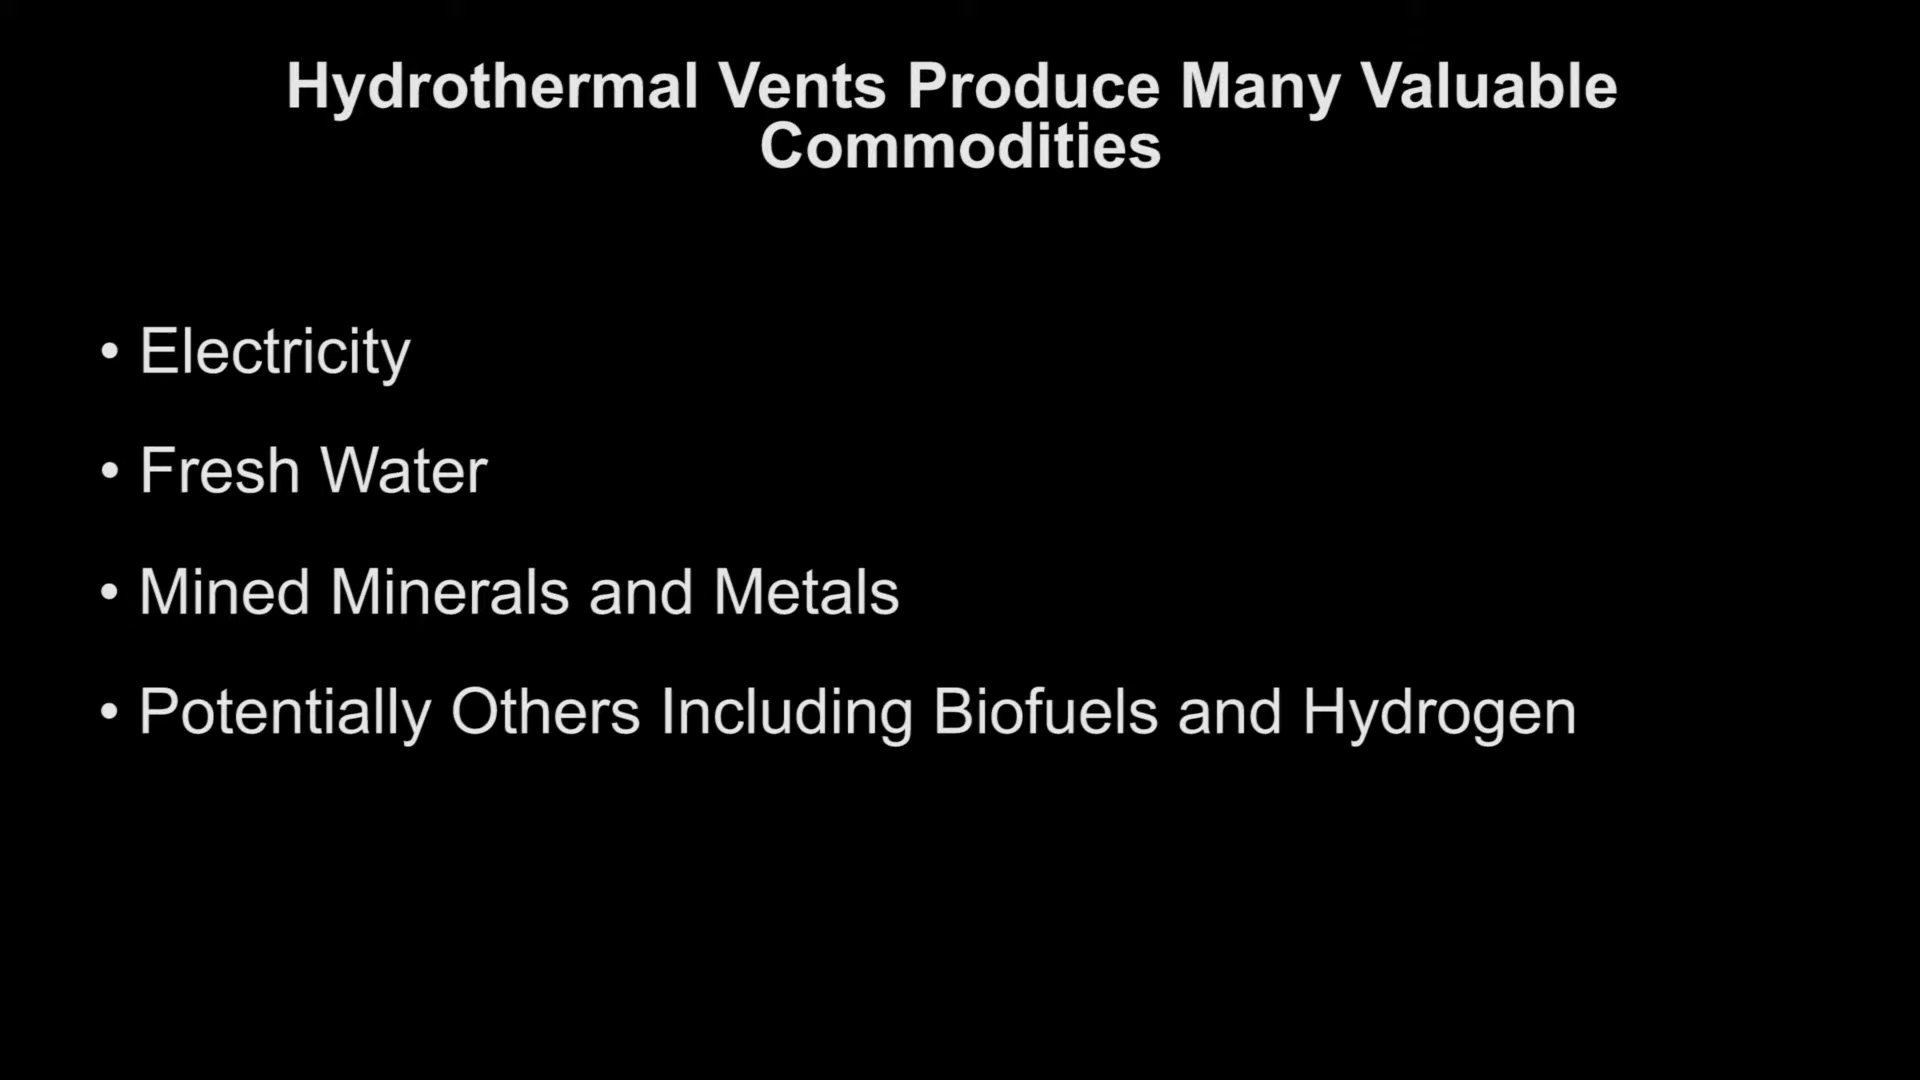 Hydrothermal Vents Produce Many Valuable
Commodities
• Electricity
• Fresh Water
• Mined Minerals and Metals
• Potentially Others Including Biofuels and Hydrogen